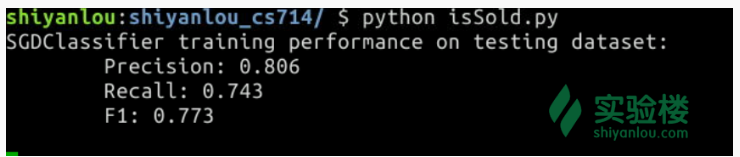 shiyanlou:shiyanlou_cs714/ $ python isSold.py
SGDClassifier training performance on testing dataset:
Precision: 0.806
Recall: 0.743
F1: 0.773
实验楼
shiyanlou.com